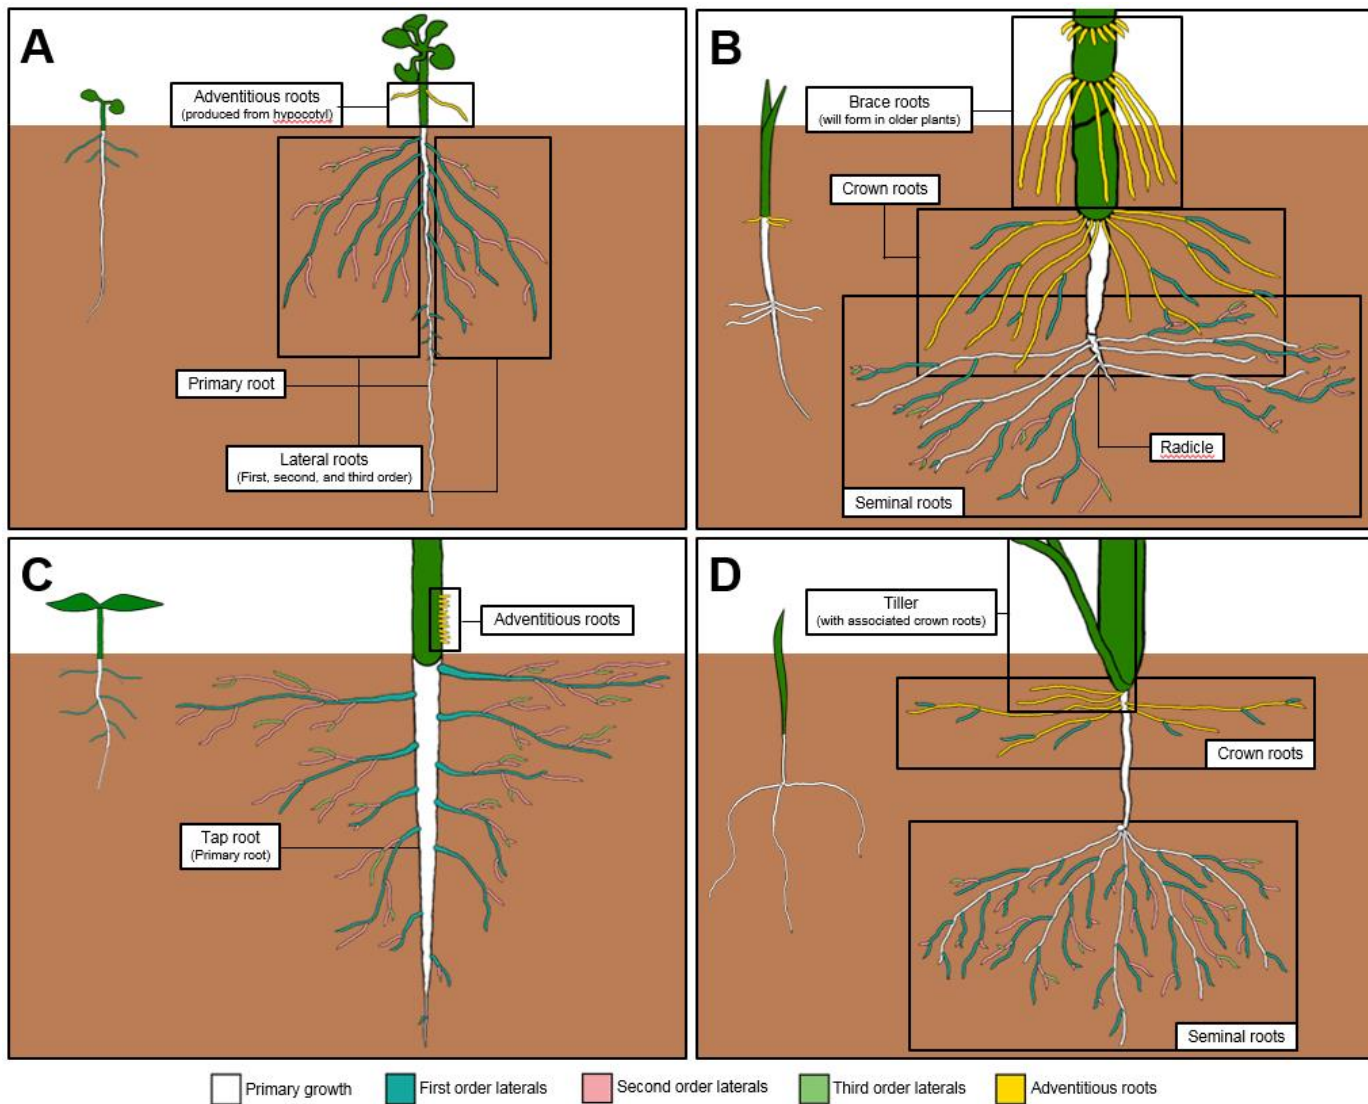 A
Adventitious roots
(produced from hypocotyl)
Primary root
Lateral roots
(First, second, and third order)
B
Brace roots
(will form in older plants)
Crown roots
Radicle
Seminal roots
C
Adventitious roots
Tap root
(Primary root)
D
Tiller
(with associated crown roots)
Crown roots
Seminal roots
Primary growth
First order laterals
Second order laterals
Third order laterals
Adventitious roots